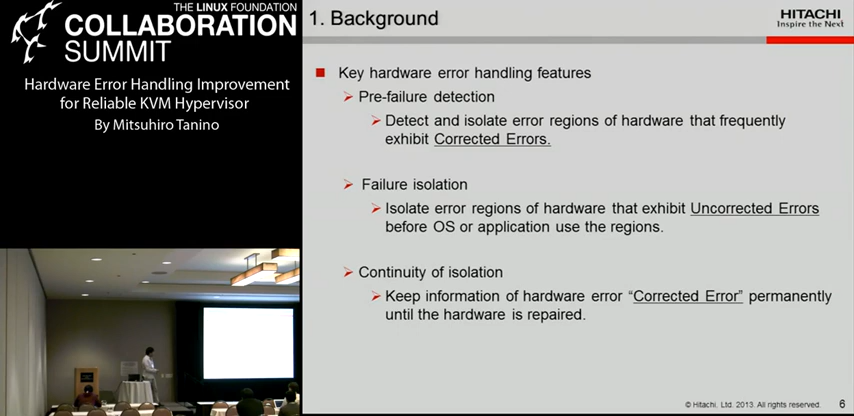 THE LINUX FOUNDATION
COLLABORATION
SUMMIT
Hardware Error Handling Improvement
for Reliable KVM Hypervisor
By Mitsuhiro Tanino
1. Background
HITACHI
Inspire the Next
Key hardware error handling features
Pre-failure detection
Detect and isolate error regions of hardware that frequently
exhibit Corrected Errors.
Failure isolation
Isolate error regions of hardware that exhibit Uncorrected Errors
before OS or application use the regions.
Continuity of isolation
Keep information of hardware error “Corrected Error” permanently
until the hardware is repaired.
© Hitachi, Ltd. 2013. All rights reserved. 6